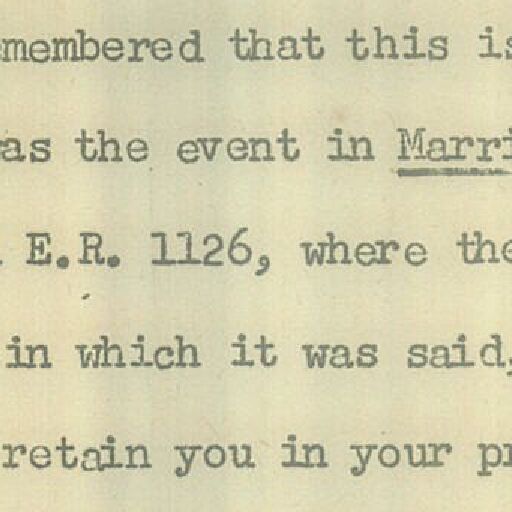 membered that this is
as the event in Marri
E.R. 1126, where the
in which it was said,
retain you in your pr